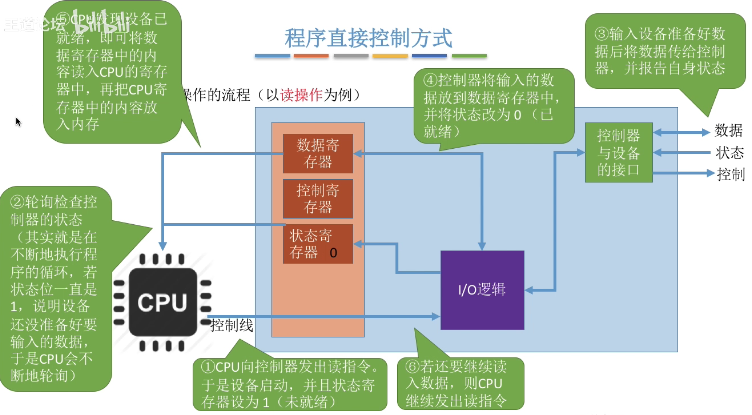 程序直接控制方式
⑤CPU发现设备已
就绪，即可将数
据寄存器中的内
容读入CPU的寄存
器中，再把CPU寄
存器中的内容放
入内存
操作的流程（以读操作为例）
④控制器将输入的数
据放到数据寄存器中，
并将状态改为 0 （已
就绪）
③输入设备准备好数
据后将数据传给控制
器，并报告自身状态
数据寄
存器
控制寄
存器
状态寄
存器
0
控制器
与设备
的接口
数据
状态
控制
②轮询检查控
制器的状态
（其实就是在
不断地执行程
序的循环，若
状态位一直是
1，说明设备
还没准备好要
输入的数据，
于是CPU会不
断地轮询）
CPU
I/O逻辑
控制线
①CPU向控制器发出读指令。
于是设备启动，并且状态寄
存器设为 1（未就绪）
⑥若还要继续读
入数据，则CPU
继续发出读指令
bilibili